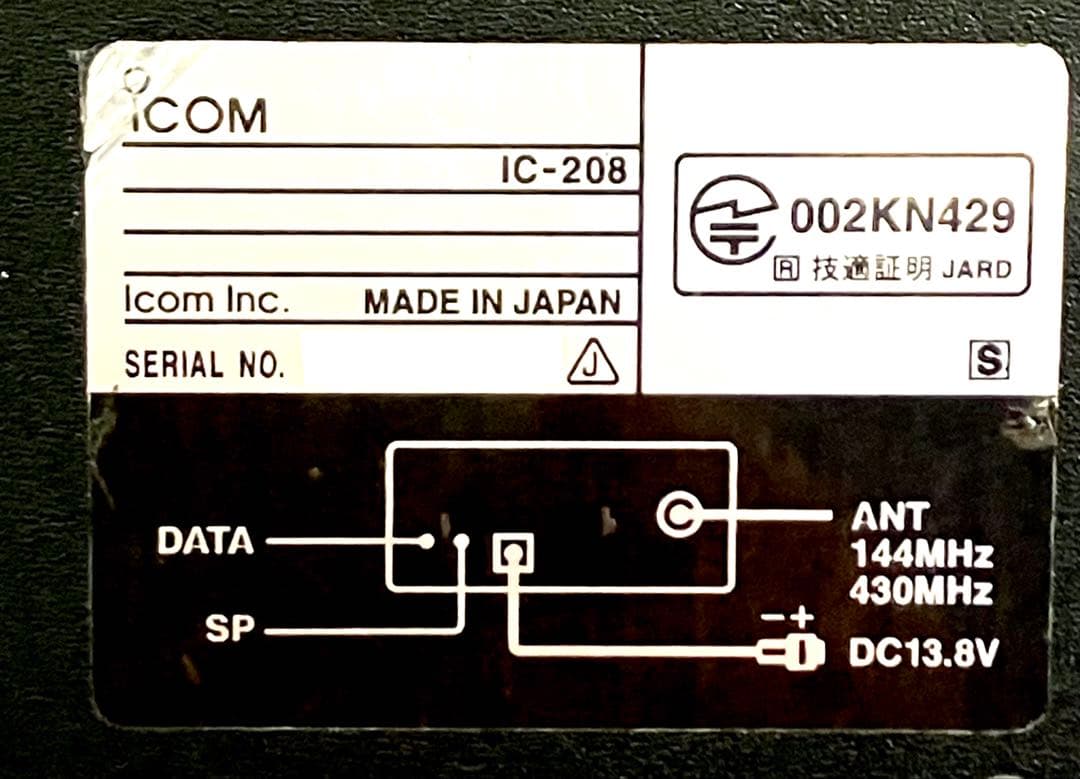 ICOM
IC-208
Icom Inc. MADE IN JAPAN
SERIAL NO. J
002KN429
R 技適証明 JARD
S
DATA
SP
ANT
144MHz
430MHz
− +
DC13.8V